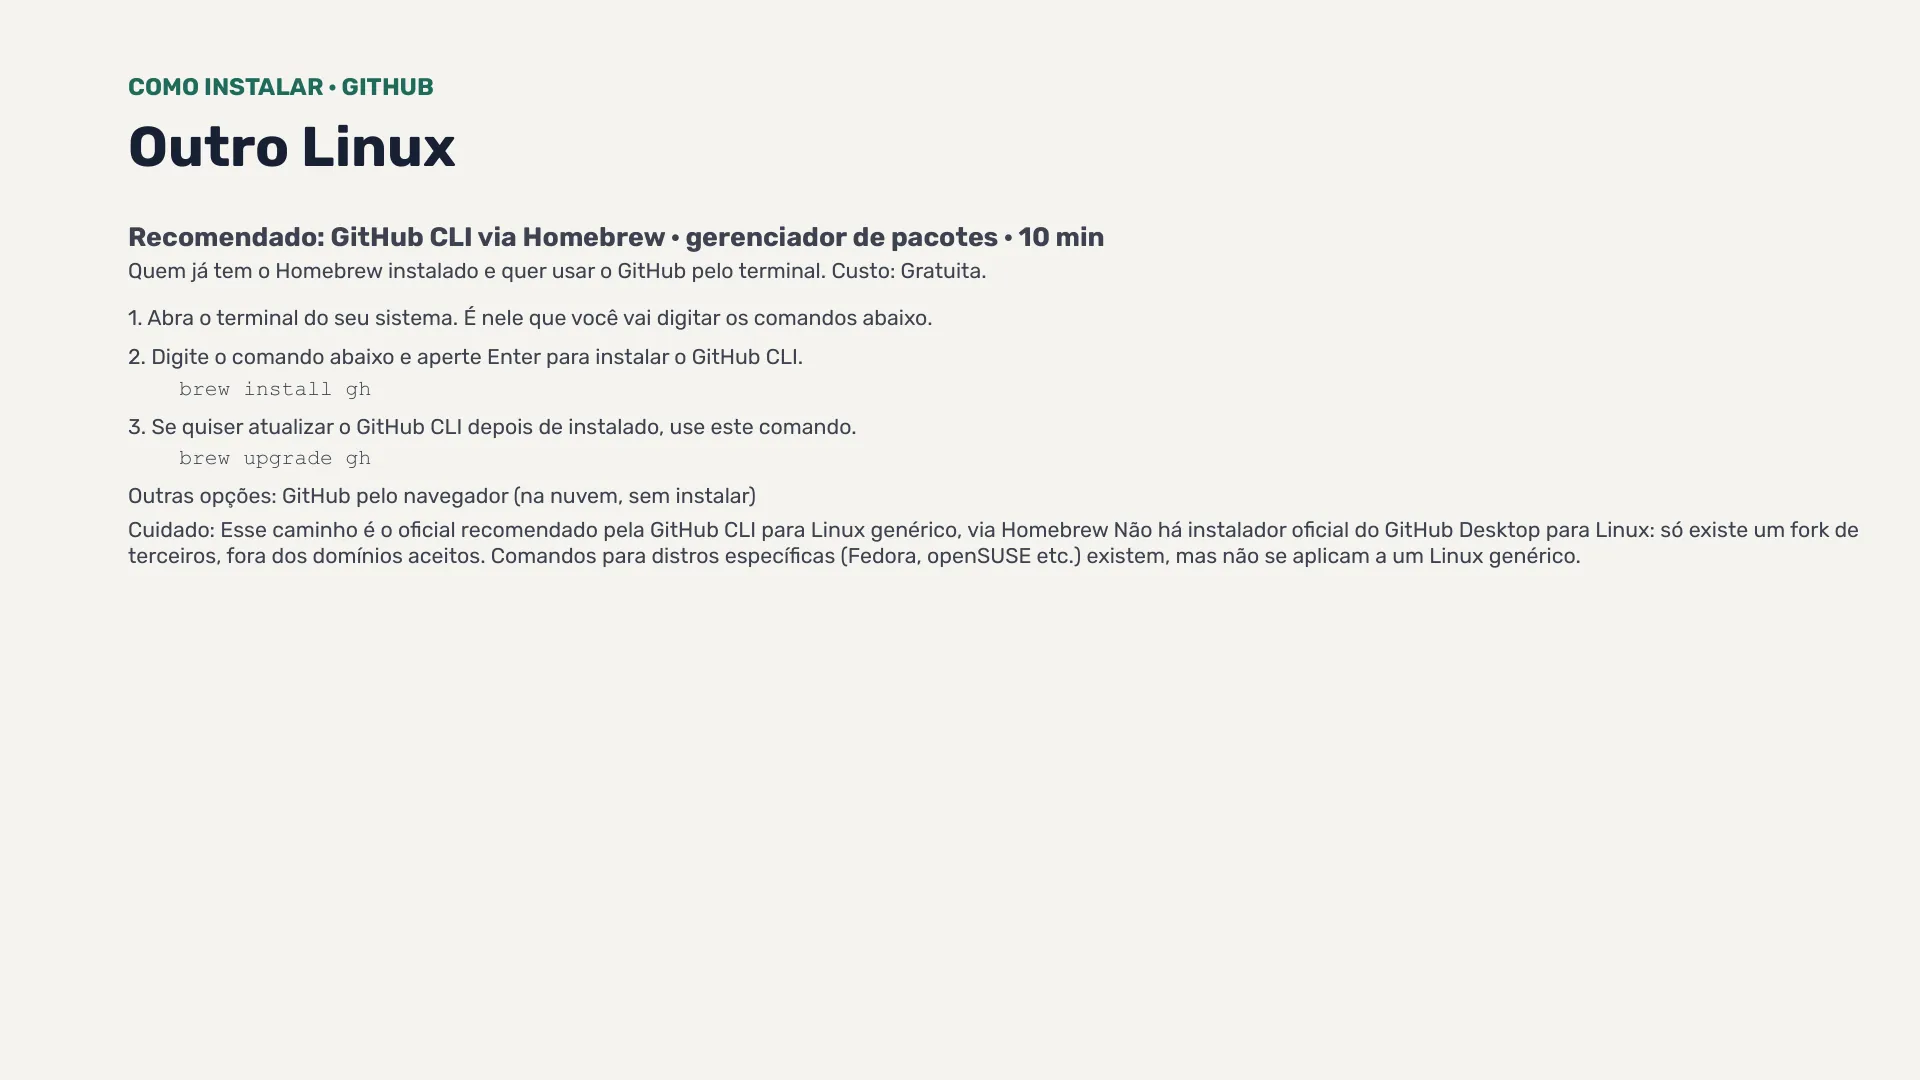 COMO INSTALAR • GITHUB
Outro Linux
Recomendado: GitHub CLI via Homebrew • gerenciador de pacotes • 10 min
Quem já tem o Homebrew instalado e quer usar o GitHub pelo terminal. Custo: Gratuita.
1. Abra o terminal do seu sistema. É nele que você vai digitar os comandos abaixo.
2. Digite o comando abaixo e aperte Enter para instalar o GitHub CLI.
brew install gh
3. Se quiser atualizar o GitHub CLI depois de instalado, use este comando.
brew upgrade gh
Outras opções: GitHub pelo navegador (na nuvem, sem instalar)
Cuidado: Esse caminho é o oficial recomendado pela GitHub CLI para Linux genérico, via Homebrew Não há instalador oficial do GitHub Desktop para Linux: só existe um fork de
terceiros, fora dos domínios aceitos. Comandos para distros específicas (Fedora, openSUSE etc.) existem, mas não se aplicam a um Linux genérico.